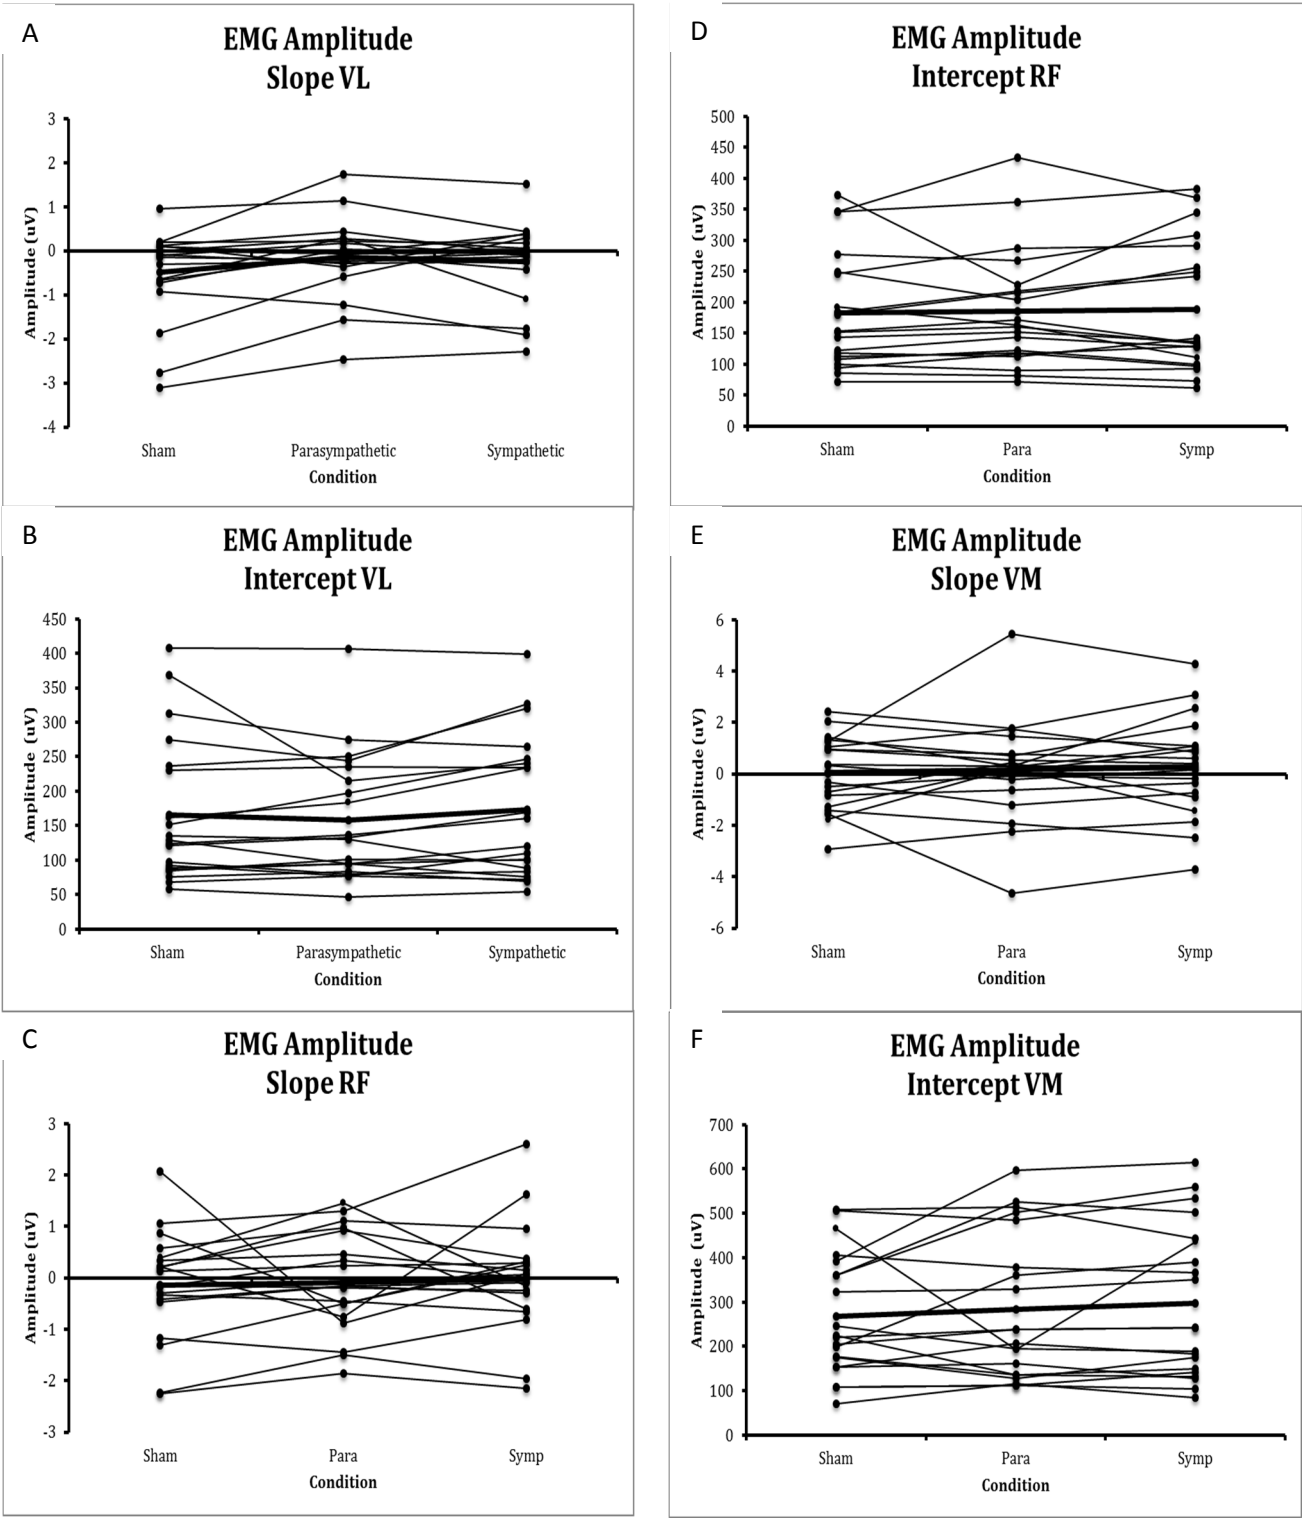 A
EMG Amplitude
Slope VL
3
2
1
0
-1
-2
-3
-4
Amplitude (uV)
Sham Parasympathetic Sympathetic
Condition
B
EMG Amplitude
Intercept VL
450
400
350
300
250
200
150
100
50
0
Amplitude (uV)
Sham Parasympathetic Sympathetic
Condition
C
EMG Amplitude
Slope RF
3
2
1
0
-1
-2
-3
Amplitude (uV)
Sham Para Symp
Condition
D
EMG Amplitude
Intercept RF
500
450
400
350
300
250
200
150
100
50
0
Amplitude (uV)
Sham Para Symp
Condition
E
EMG Amplitude
Slope VM
6
4
2
0
-2
-4
-6
Amplitude (uV)
Sham Para Symp
Condition
F
EMG Amplitude
Intercept VM
700
600
500
400
300
200
100
0
Amplitude (uV)
Sham Para Symp
Condition